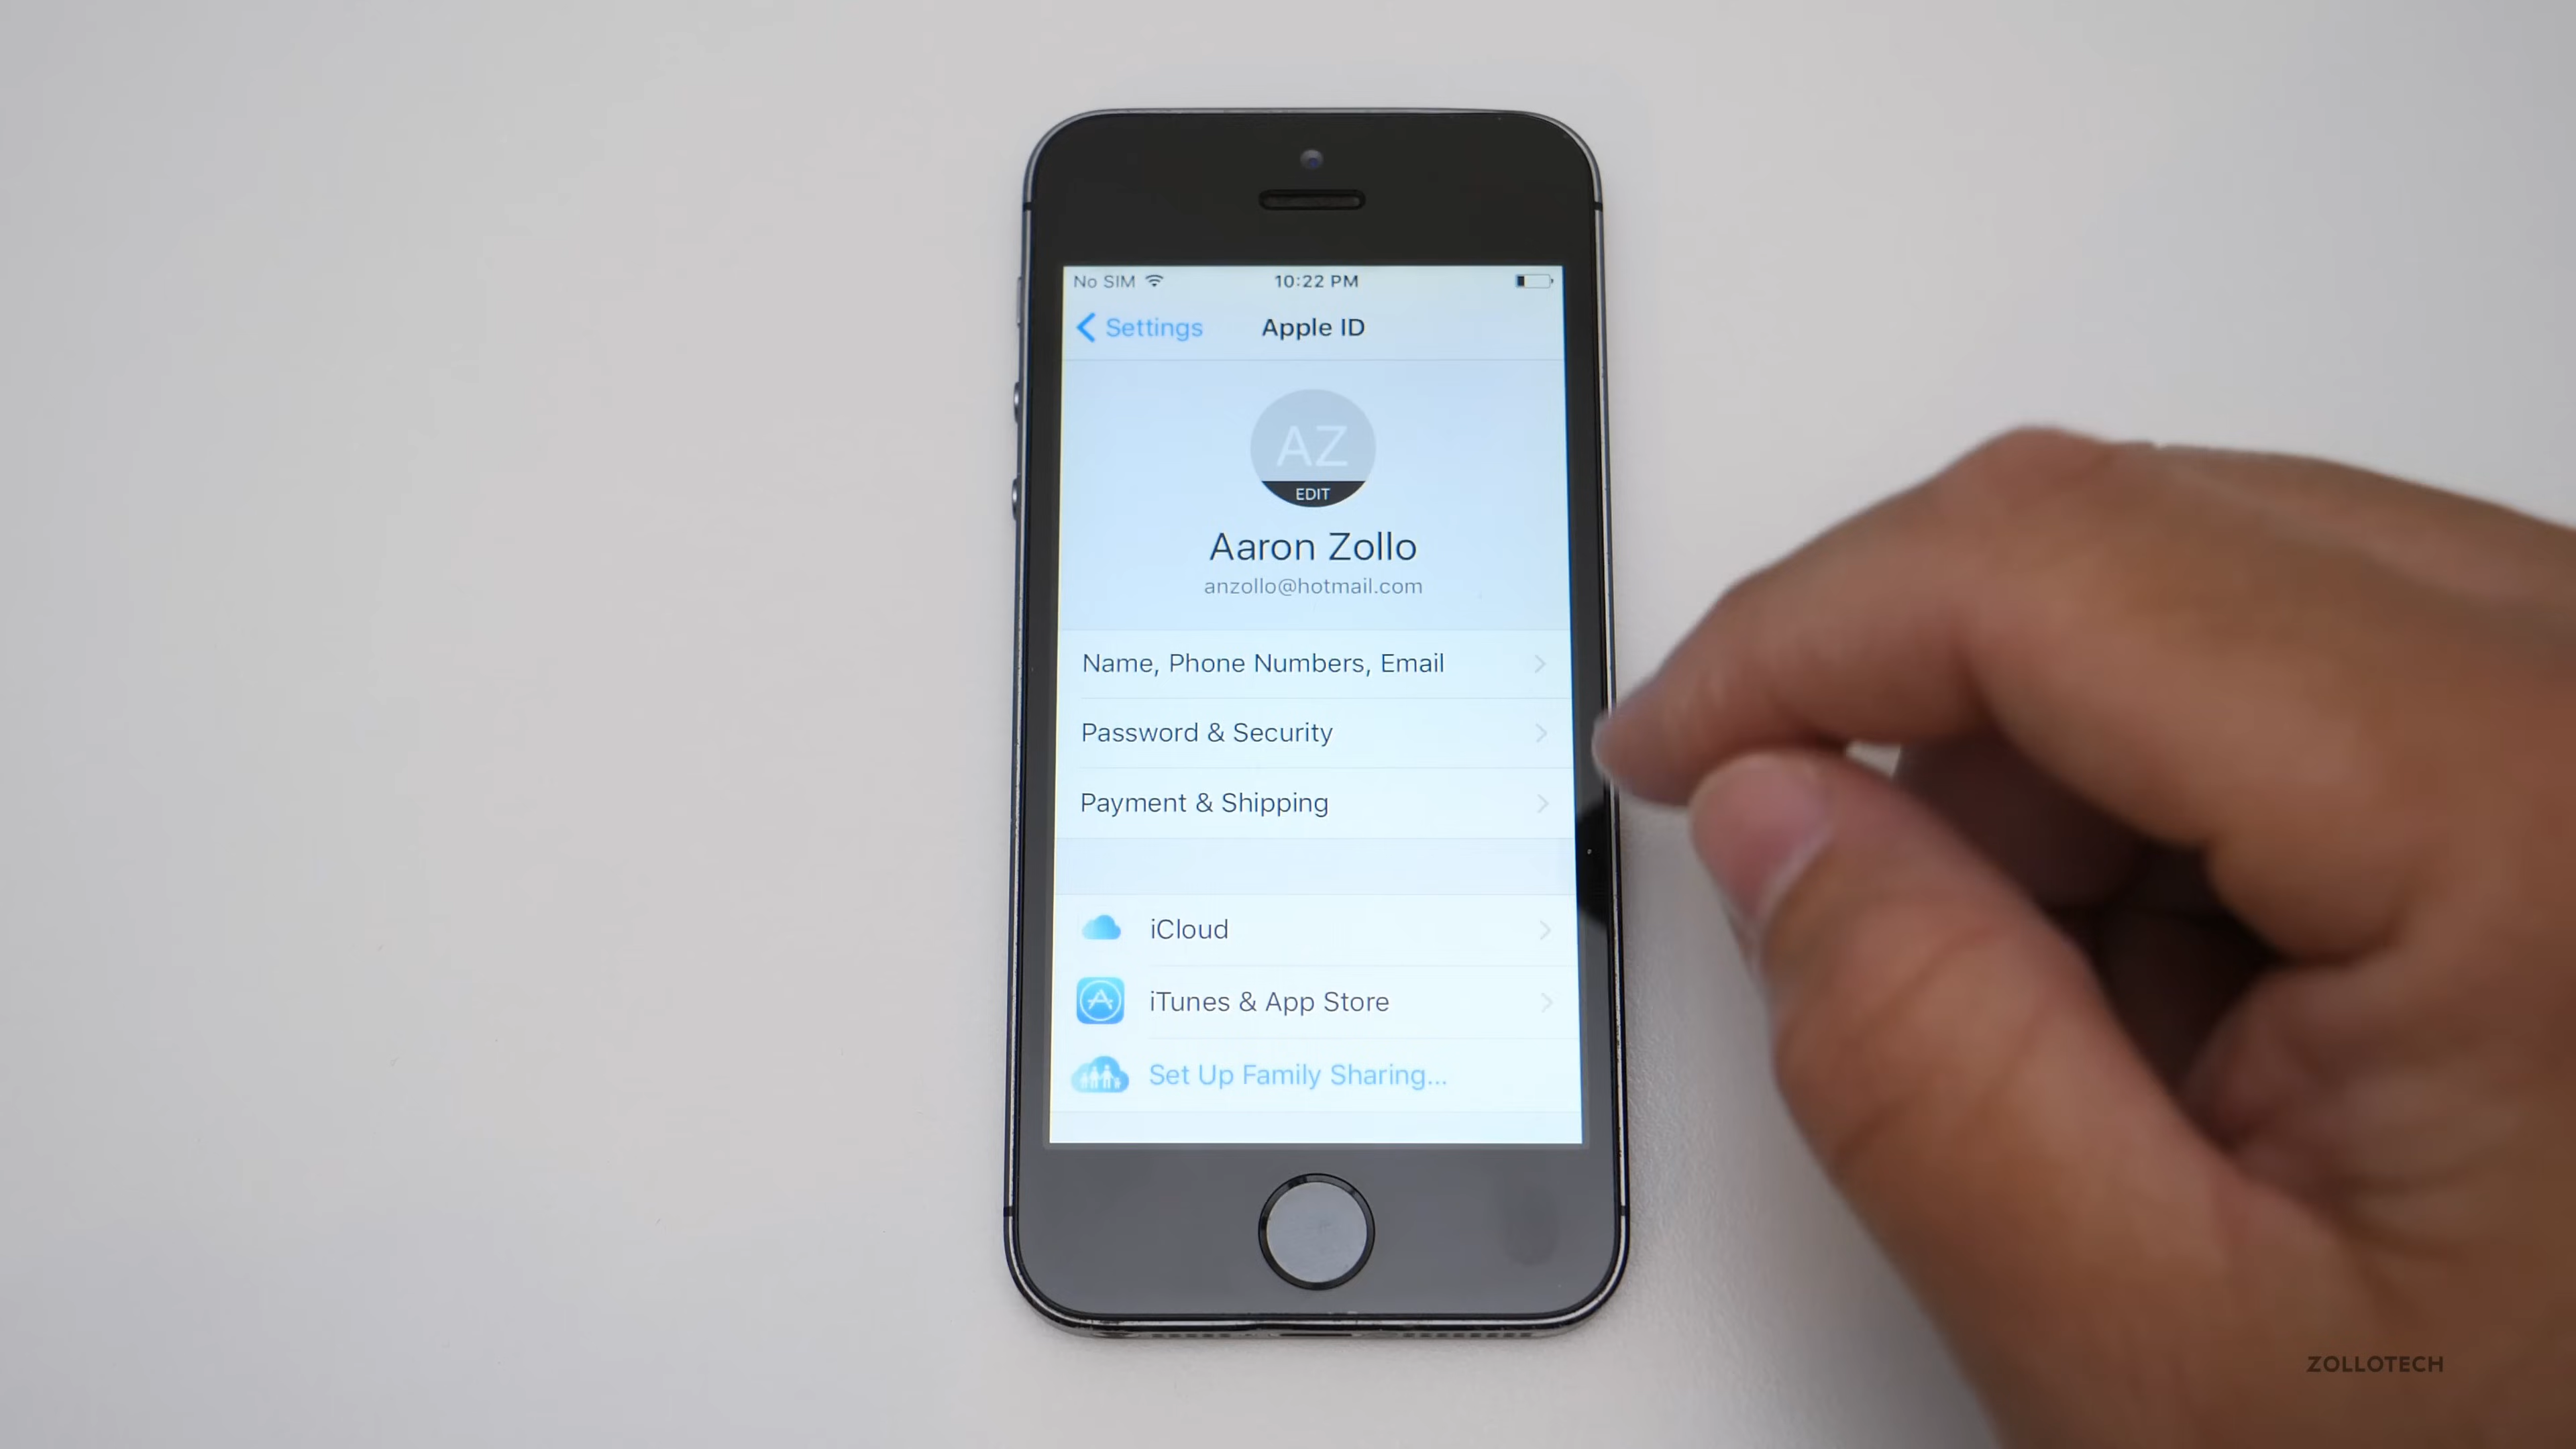 No SIM 10:22 PM
Settings Apple ID
AZ
EDIT
Aaron Zollo
anzollo@hotmail.com
Name, Phone Numbers, Email
Password & Security
Payment & Shipping
iCloud
iTunes & App Store
Set Up Family Sharing...
ZOLLOTECH